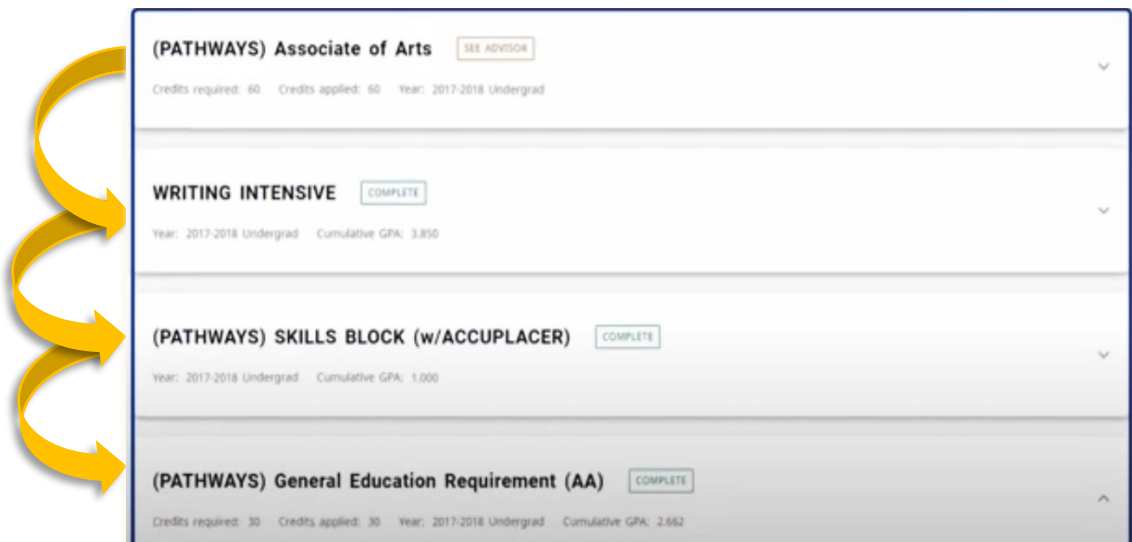 (PATHWAYS) Associate of Arts SEE ADVISOR
Credits required: 60 Credits applied: 60 Year: 2017-2018 Undergrad
WRITING INTENSIVE COMPLETE
Year: 2017-2018 Undergrad Cumulative GPA: 3.850
(PATHWAYS) SKILLS BLOCK (w/ACCUPLACER) COMPLETE
Year: 2017-2018 Undergrad Cumulative GPA: 1.000
(PATHWAYS) General Education Requirement (AA) COMPLETE
Credits required: 30 Credits applied: 30 Year: 2017-2018 Undergrad Cumulative GPA: 2.662